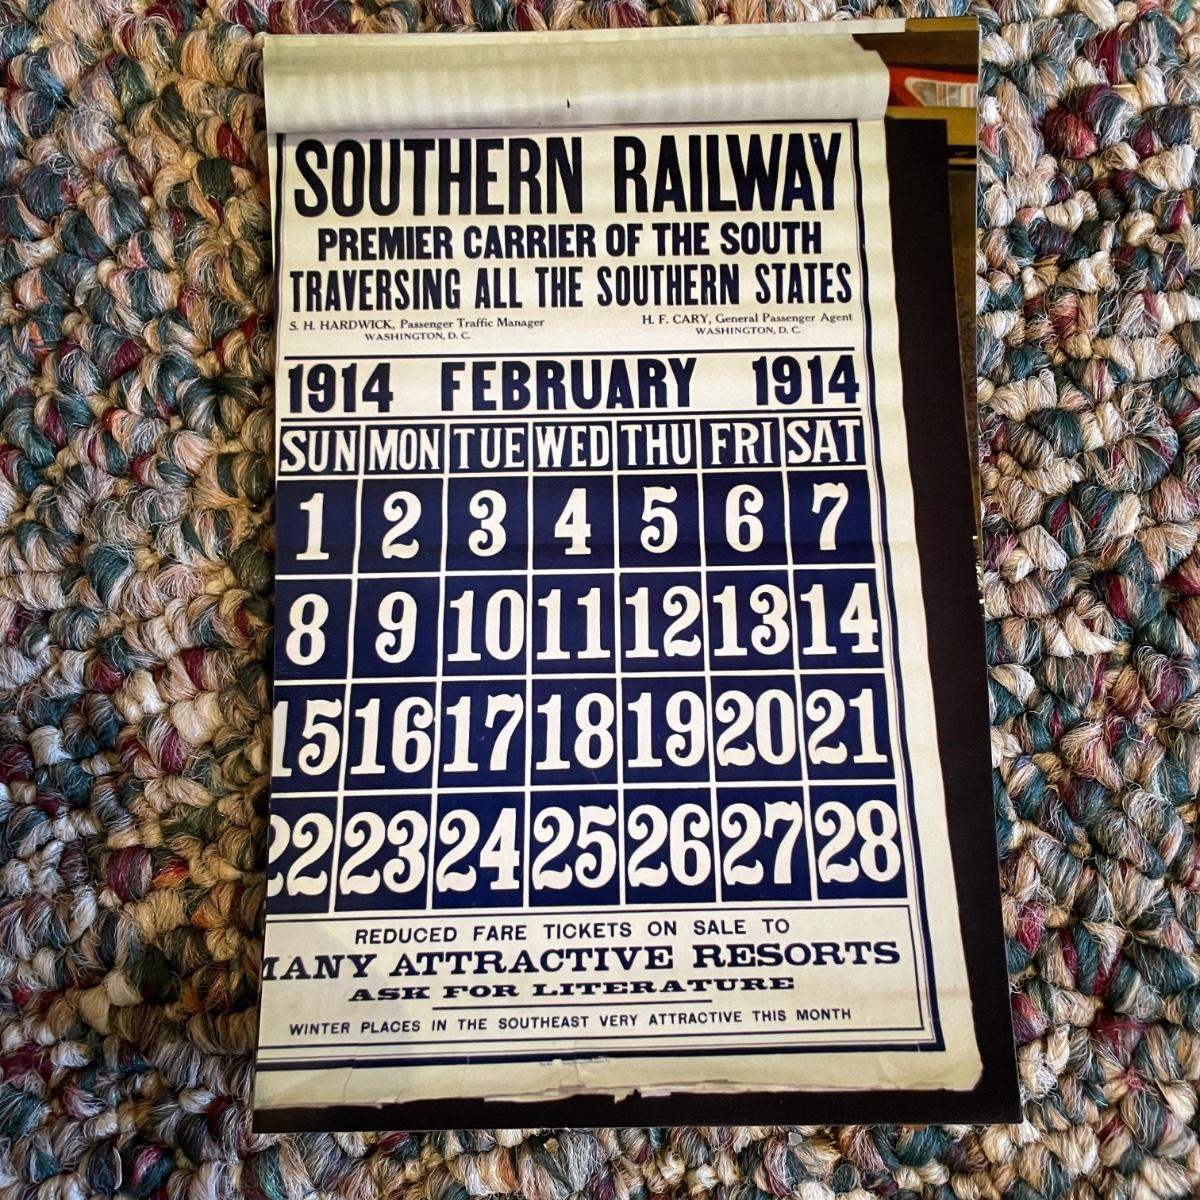 SOUTHERN RAILWAY
PREMIER CARRIER OF THE SOUTH
TRAVERSING ALL THE SOUTHERN STATES
S. H. HARDWICK, Passenger Traffic Manager
WASHINGTON, D. C.
H. F. CARY, General Passenger Agent
WASHINGTON, D. C.
1914 FEBRUARY 1914
SUN MON TUE WED THU FRI SAT
1 2 3 4 5 6 7
8 9 10 11 12 13 14
15 16 17 18 19 20 21
22 23 24 25 26 27 28
REDUCED FARE TICKETS ON SALE TO
MANY ATTRACTIVE RESORTS
ASK FOR LITERATURE
WINTER PLACES IN THE SOUTHEAST VERY ATTRACTIVE THIS MONTH